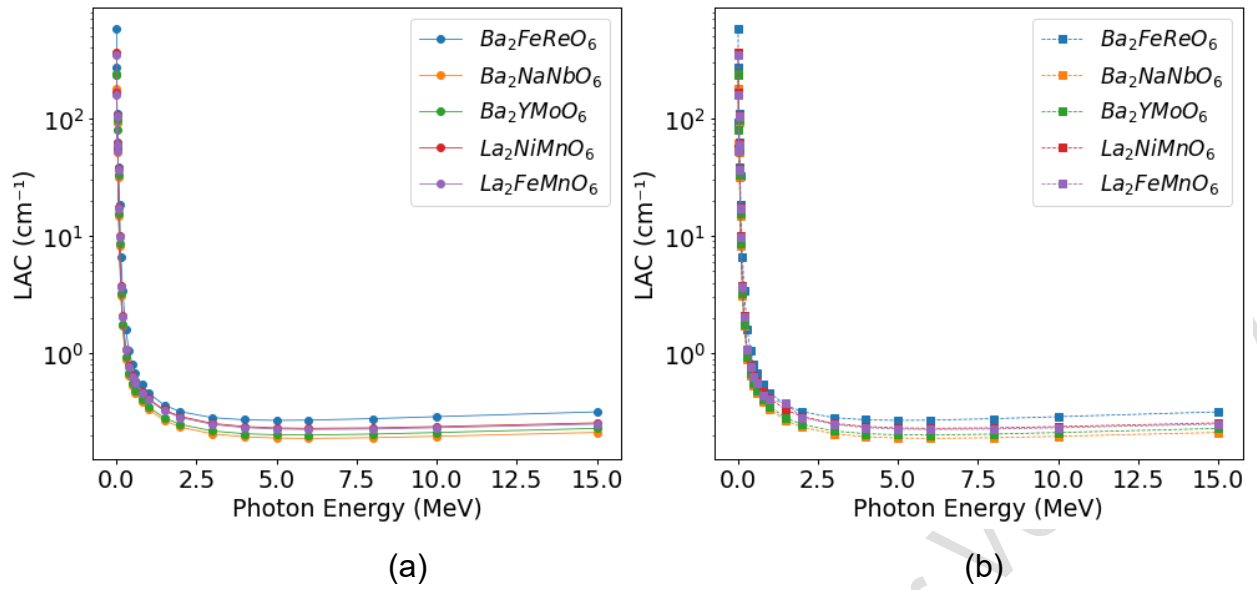 Ba₂FeReO₆
Ba₂NaNbO₆
Ba₂YMoO₆
La₂NiMnO₆
La₂FeMnO₆
LAC (cm⁻¹)
10²
10¹
10⁰
0.0 2.5 5.0 7.5 10.0 12.5 15.0
Photon Energy (MeV)
(a)
Ba₂FeReO₆
Ba₂NaNbO₆
Ba₂YMoO₆
La₂NiMnO₆
La₂FeMnO₆
LAC (cm⁻¹)
10²
10¹
10⁰
0.0 2.5 5.0 7.5 10.0 12.5 15.0
Photon Energy (MeV)
(b)